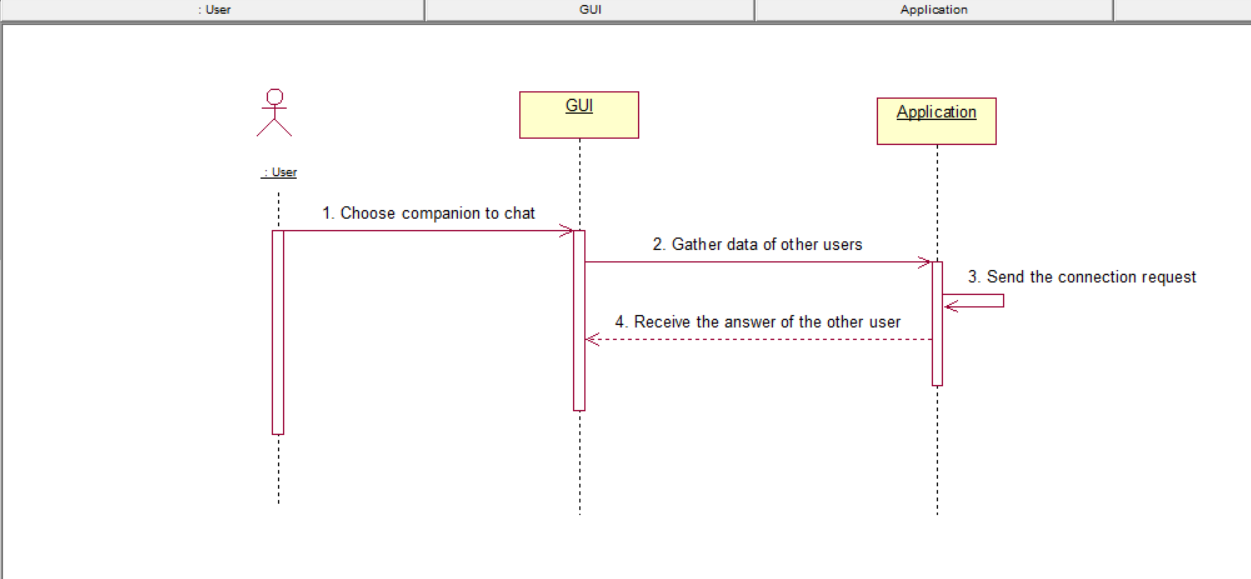 : User
GUI
Application
GUI
Application
: User
1. Choose companion to chat
2. Gather data of other users
3. Send the connection request
4. Receive the answer of the other user